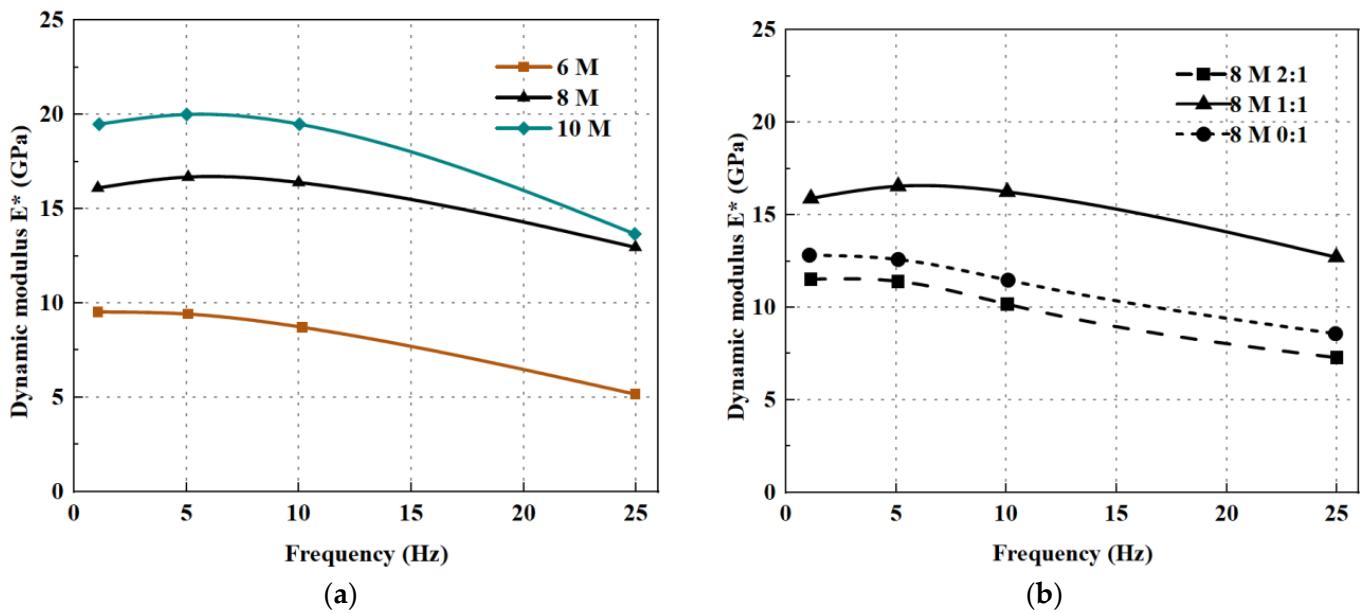 25
20
15
10
5
0
Dynamic modulus E* (GPa)
6 M
8 M
10 M
0 5 10 15 20 25
Frequency (Hz)
(a)
25
20
15
10
5
0
Dynamic modulus E* (GPa)
8 M 2:1
8 M 1:1
8 M 0:1
0 5 10 15 20 25
Frequency (Hz)
(b)